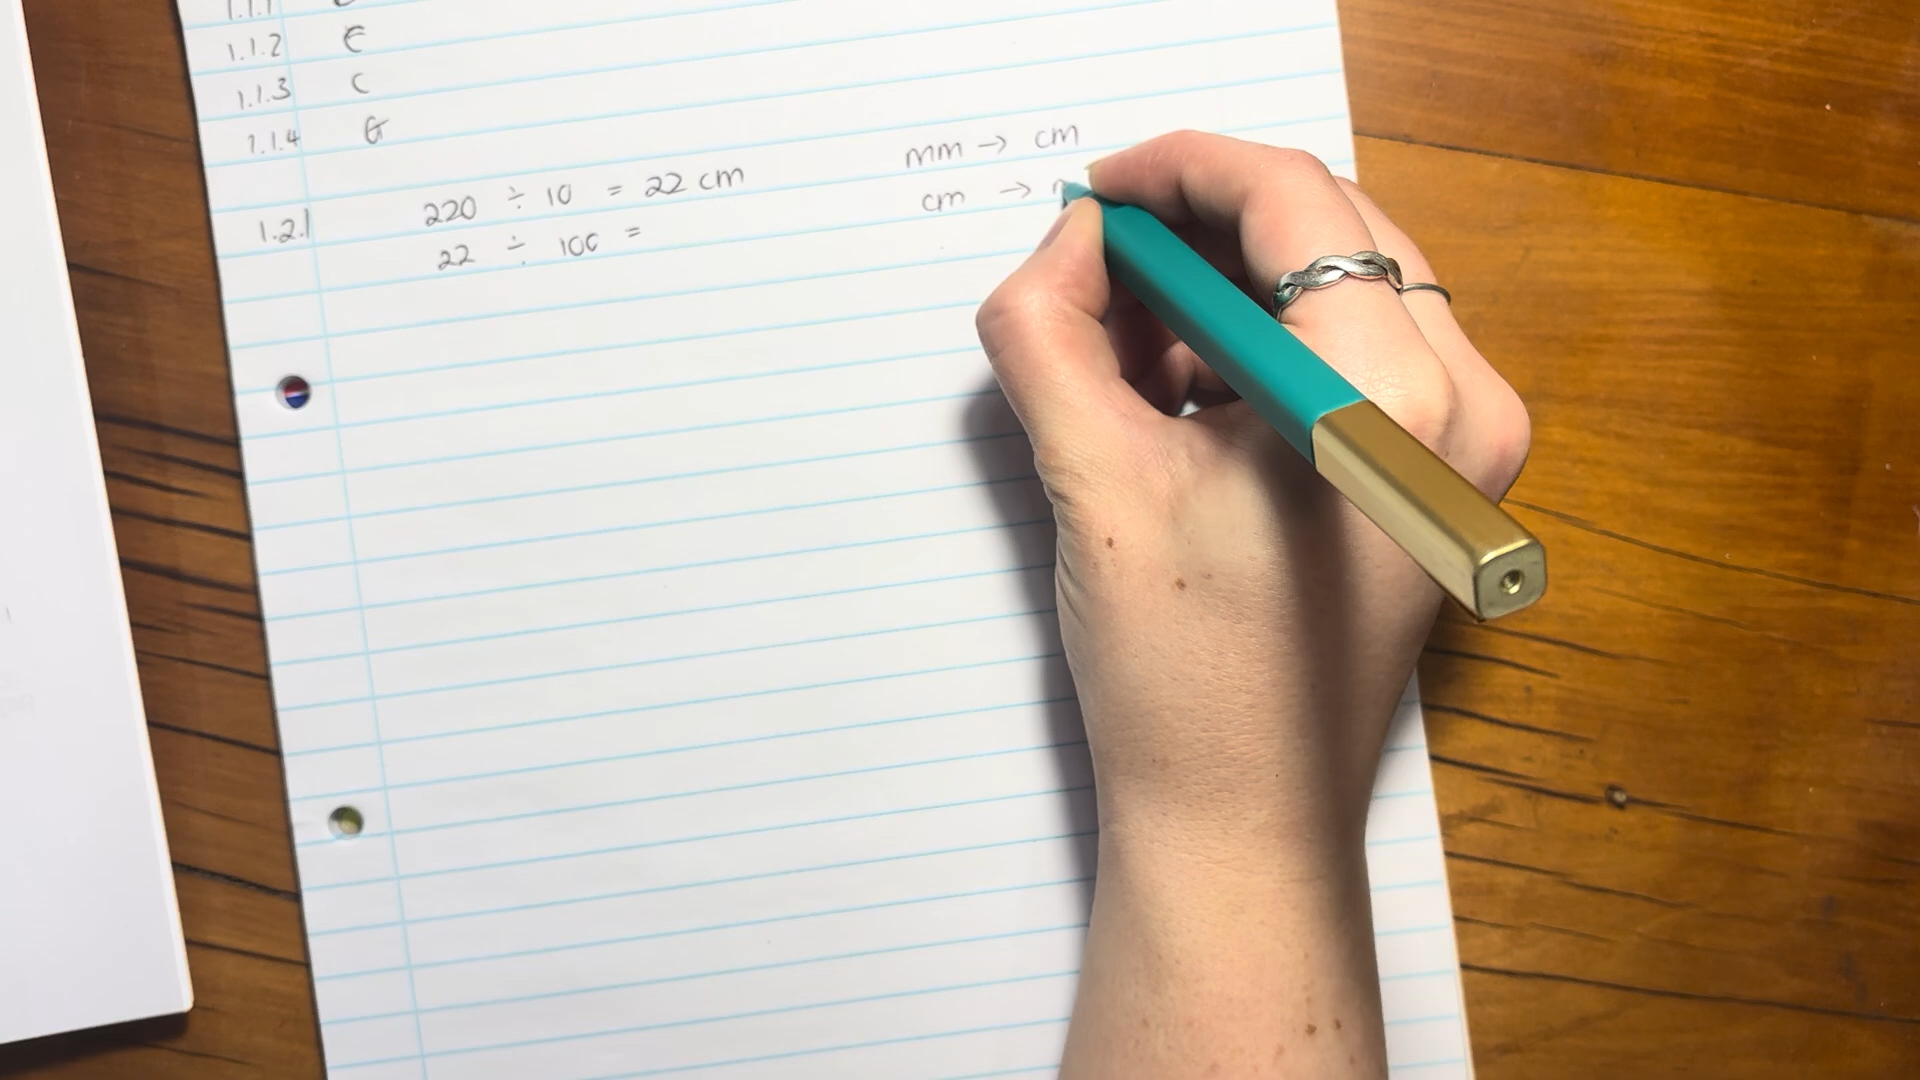 1.1.2 E
1.1.3 C
1.1.4 G
1.2.1 220 ÷ 10 = 22 cm mm → cm
22 ÷ 100 = cm →